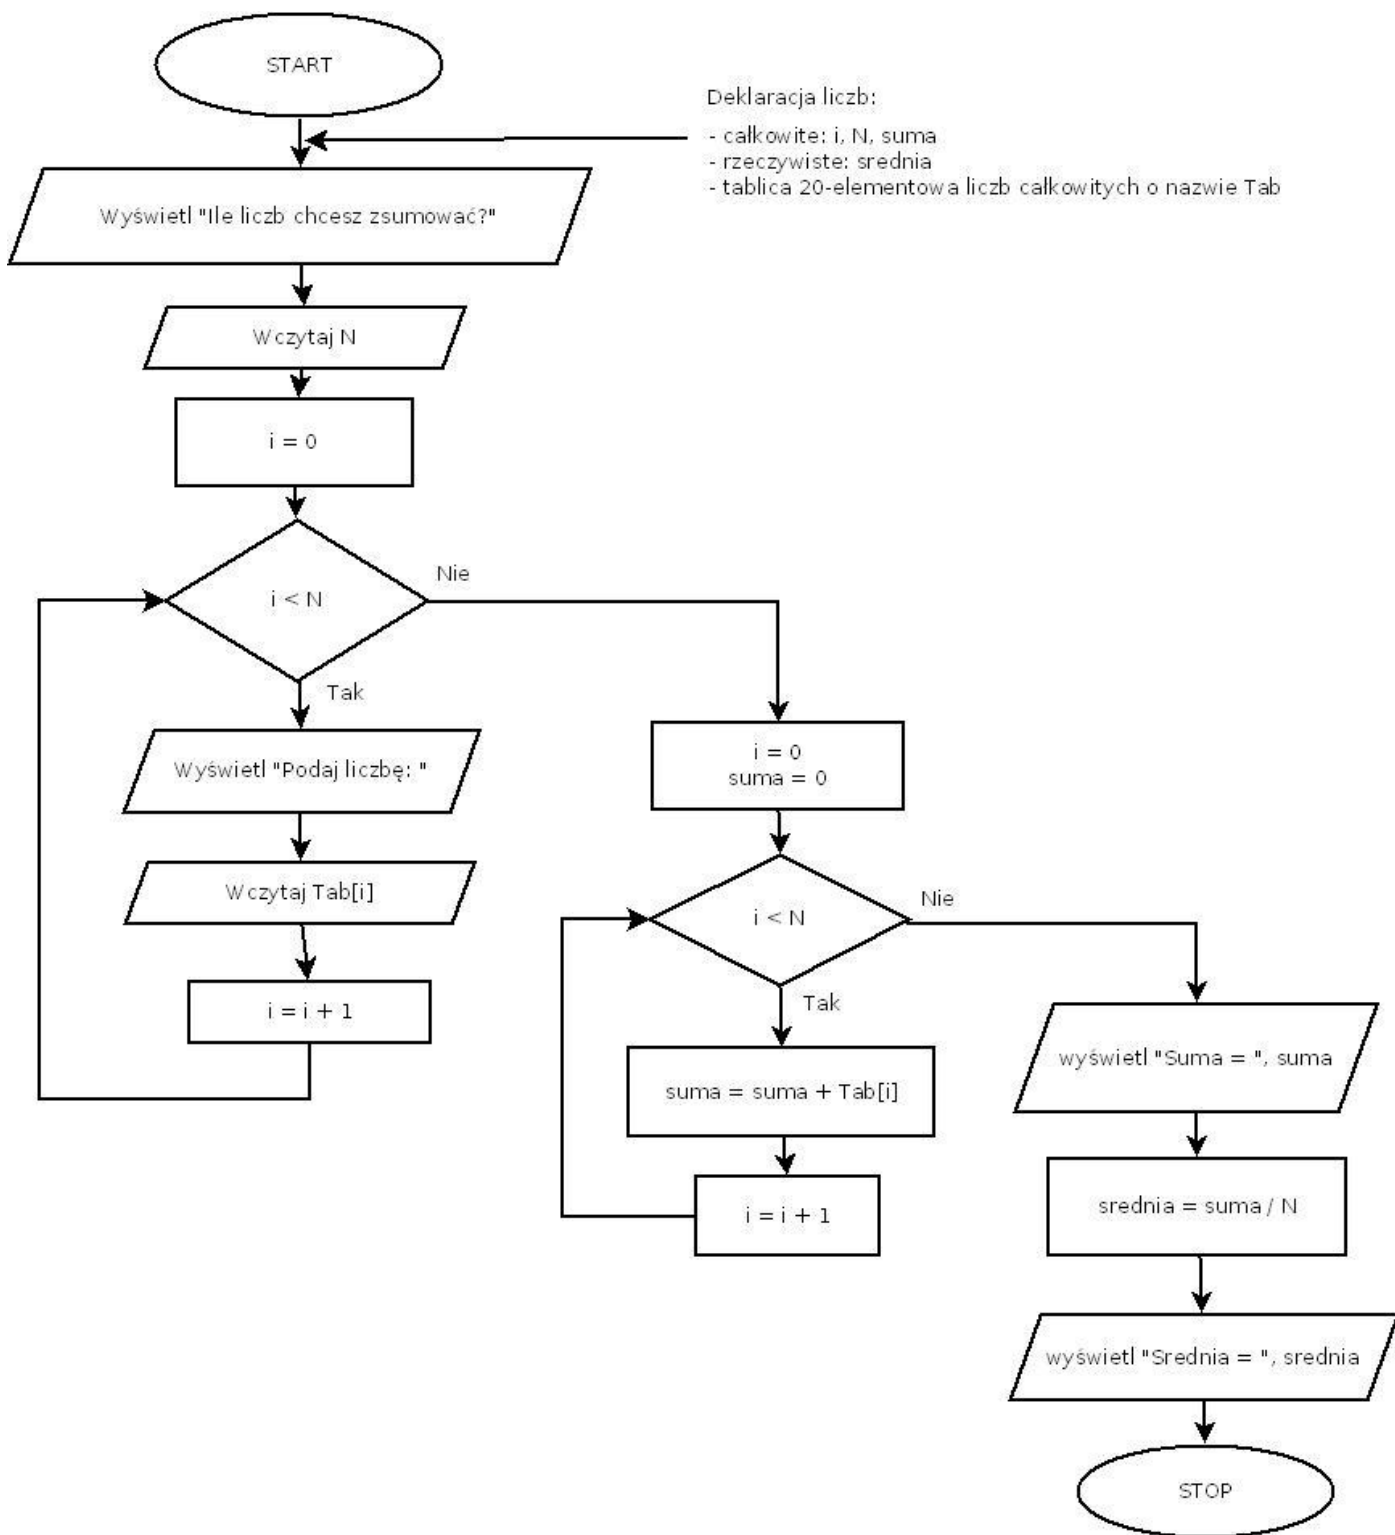 START
Deklaracja liczb:
- całkowite: i, N, suma
- rzeczywiste: srednia
- tablica 20-elementowa liczb całkowitych o nazwie Tab
Wyświetl "Ile liczb chcesz zsumować?"
Wczytaj N
i = 0
i < N
Nie
Tak
Wyświetl "Podaj liczbę: "
Wczytaj Tab[i]
i = i + 1
i = 0
suma = 0
i < N
Nie
Tak
suma = suma + Tab[i]
i = i + 1
wyświetl "Suma = ", suma
srednia = suma / N
wyświetl "Srednia = ", srednia
STOP